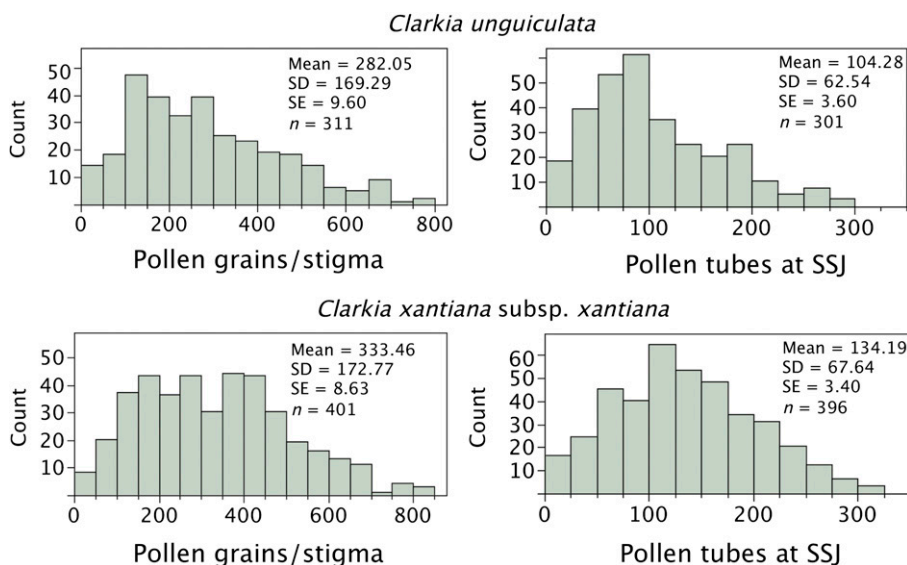 Clarkia unguiculata
Count
50
40
30
20
10
Mean = 282.05
SD = 169.29
SE = 9.60
n = 311
0 200 400 600 800
Pollen grains/stigma
Count
60
50
40
30
20
10
Mean = 104.28
SD = 62.54
SE = 3.60
n = 301
0 100 200 300
Pollen tubes at SSJ
Clarkia xantiana subsp. xantiana
Count
50
40
30
20
10
Mean = 333.46
SD = 172.77
SE = 8.63
n = 401
0 200 400 600 800
Pollen grains/stigma
Count
60
50
40
30
20
10
Mean = 134.19
SD = 67.64
SE = 3.40
n = 396
0 100 200 300
Pollen tubes at SSJ